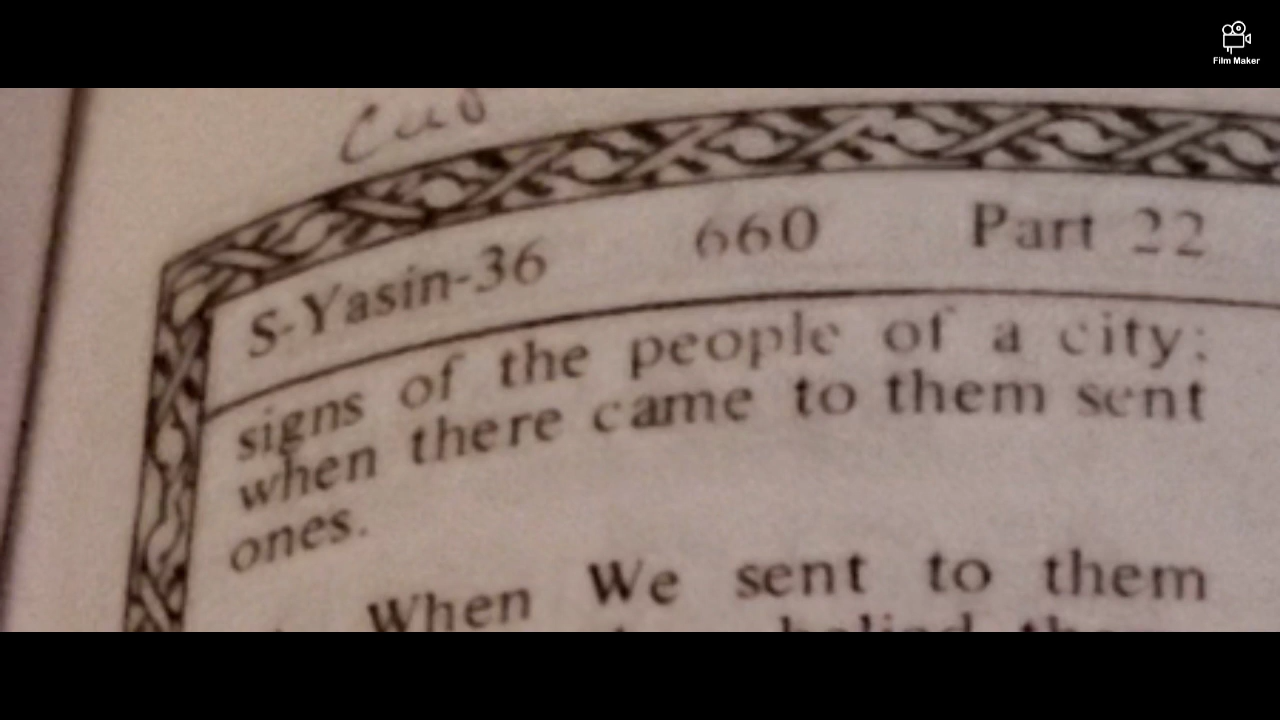 Film Maker
S-Yasin-36 660 Part 22
signs of the people of a city:
when there came to them sent
ones.
When We sent to them